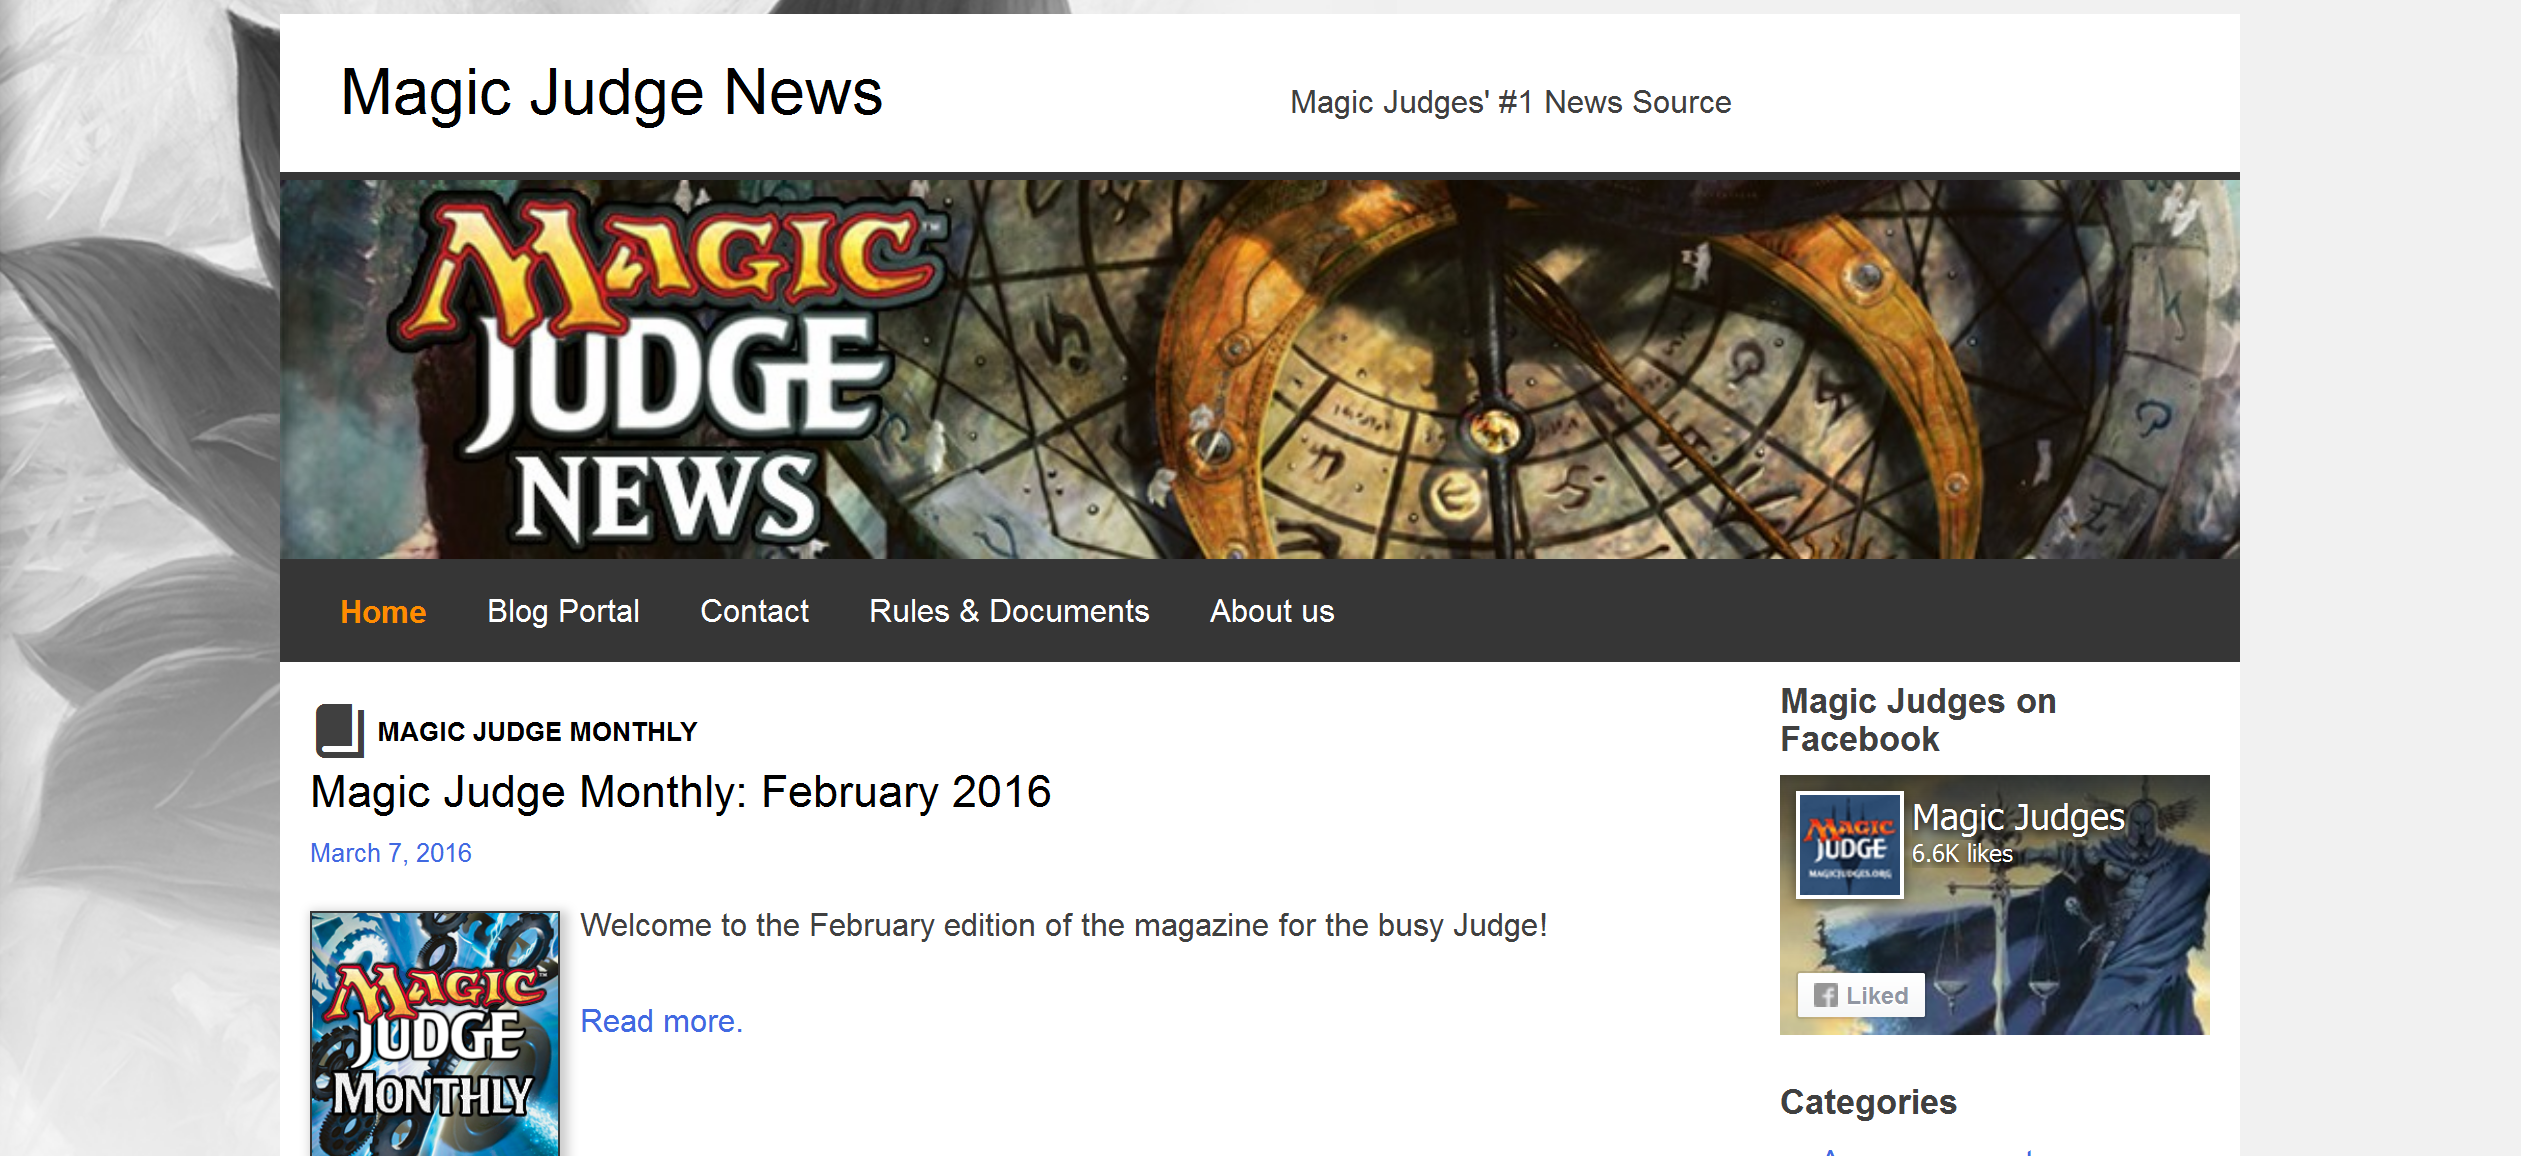 Magic Judge News
Magic Judges' #1 News Source
MAGIC™
JUDGE
NEWS
Home
Blog Portal
Contact
Rules & Documents
About us
MAGIC JUDGE MONTHLY
Magic Judge Monthly: February 2016
March 7, 2016
MAGIC™
JUDGE
MONTHLY
Welcome to the February edition of the magazine for the busy Judge!
Read more.
Magic Judges on
Facebook
MAGIC
JUDGE
MAGICJUDGES.ORG
Magic Judges
6.6K likes
Liked
Categories